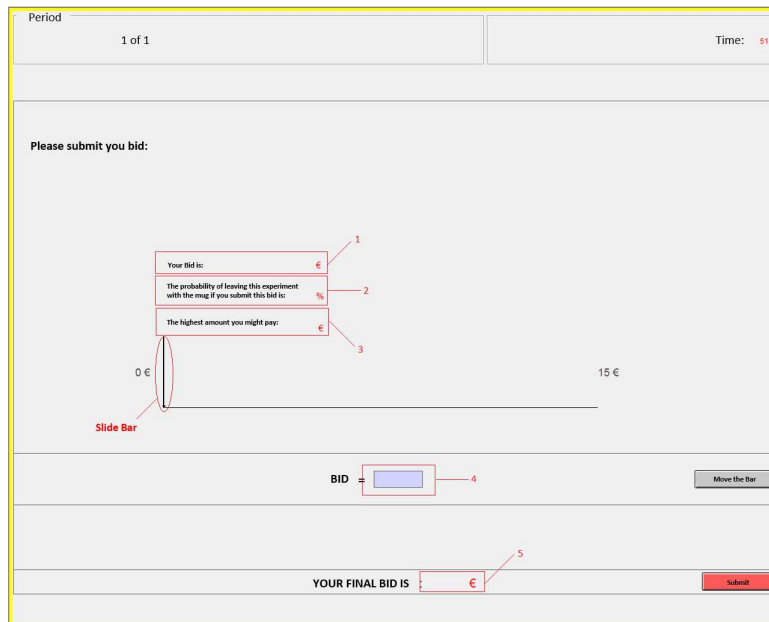 Period
1 of 1
Time: 51
Please submit you bid:
1
Your Bid is: €
The probability of leaving this experiment
with the mug if you submit this bid is: %
2
The highest amount you might pay: €
3
0 € 15 €
Slide Bar
BID = 4
Move the Bar
5
YOUR FINAL BID IS : €
Submit